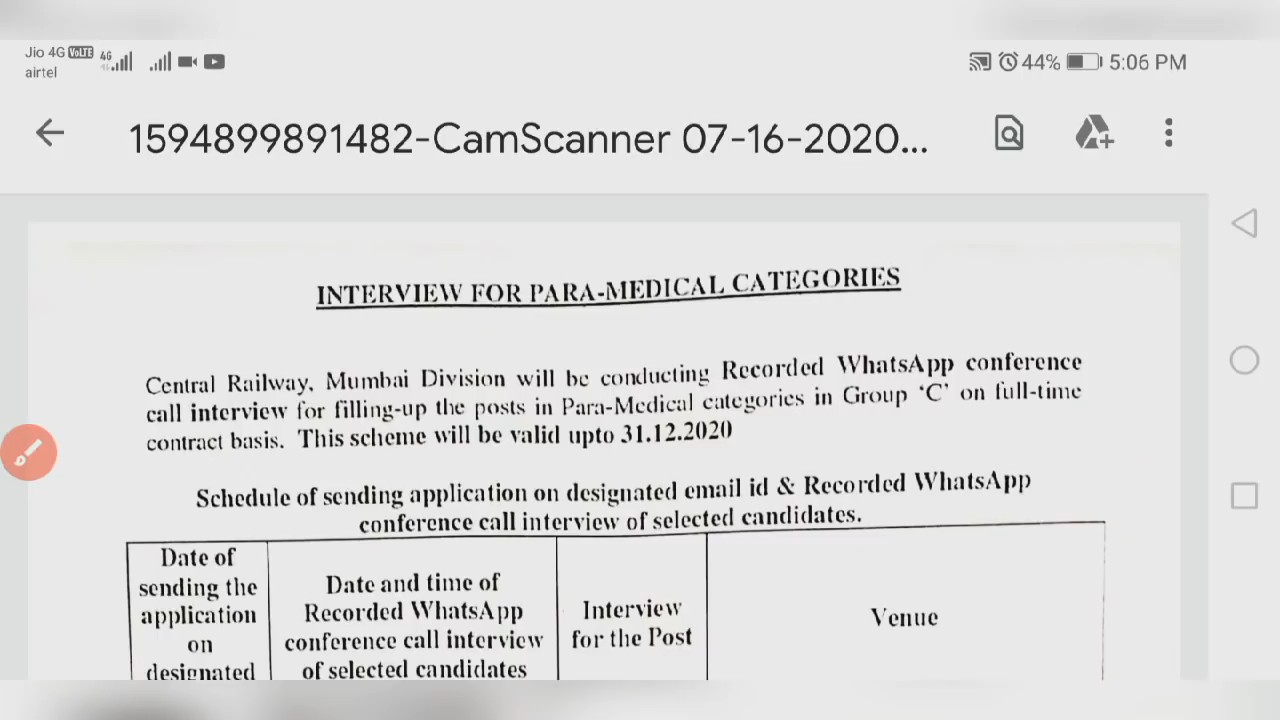 Jio 4G VoLTE 4G
airtel
44% 5:06 PM
1594899891482-CamScanner 07-16-2020...
INTERVIEW FOR PARA-MEDICAL CATEGORIES
Central Railway, Mumbai Division will be conducting Recorded WhatsApp conference
call interview for filling-up the posts in Para-Medical categories in Group 'C' on full-time
contract basis. This scheme will be valid upto 31.12.2020
Schedule of sending application on designated email id & Recorded WhatsApp
conference call interview of selected candidates.
Date of
sending the
application
on
designated
Date and time of
Recorded WhatsApp
conference call interview
of selected candidates
Interview
for the Post
Venue